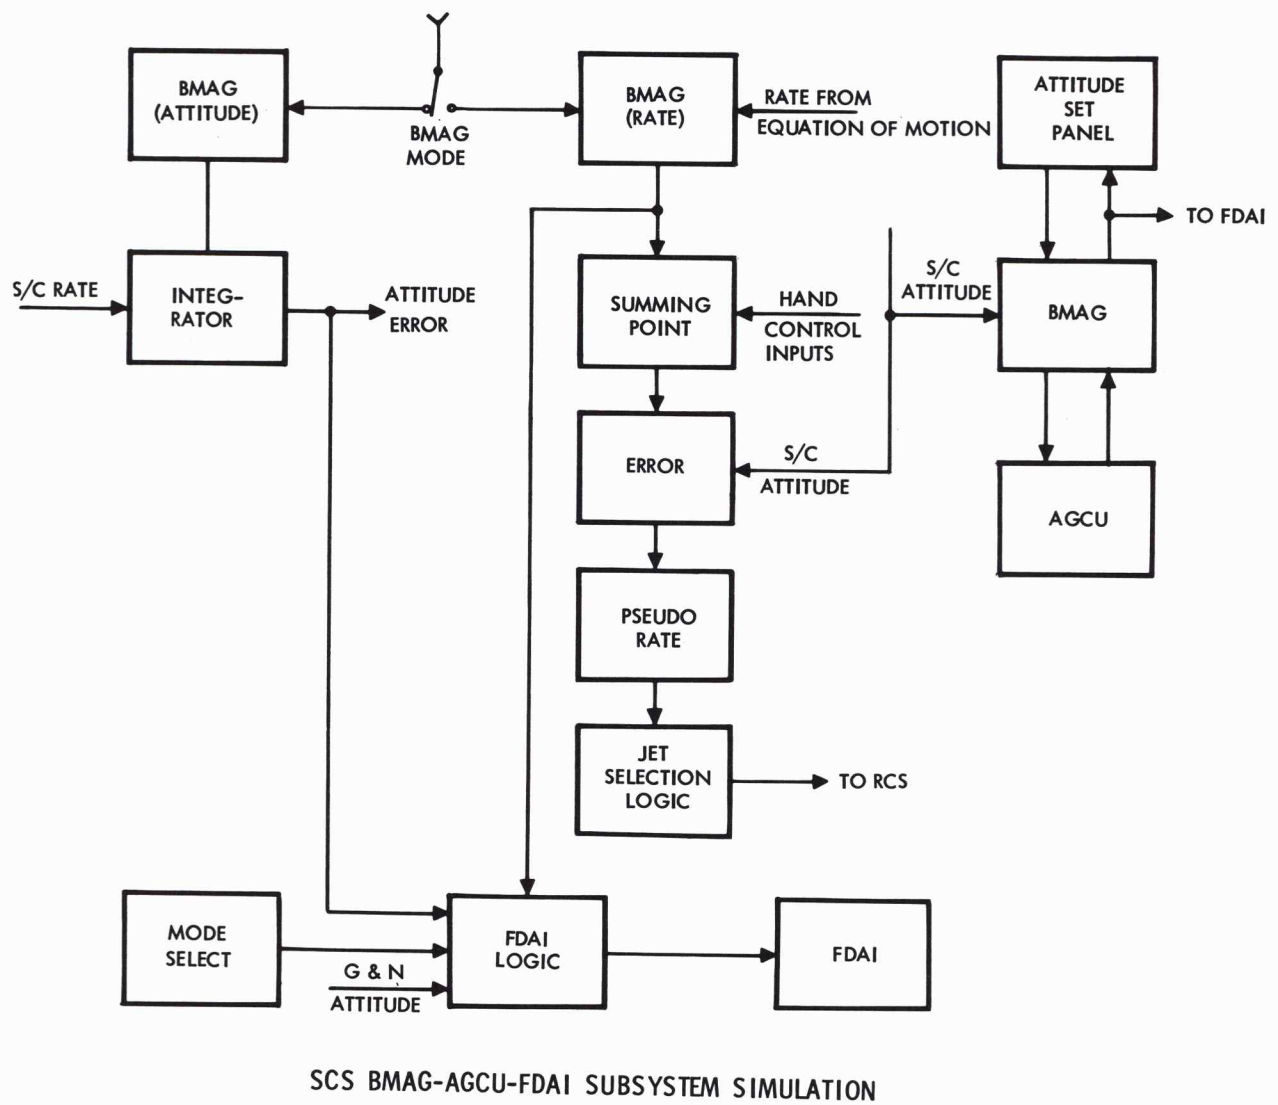 BMAG
(ATTITUDE)
BMAG
MODE
BMAG
(RATE)
RATE FROM
EQUATION OF MOTION
ATTITUDE
SET
PANEL
TO FDAI
S/C RATE
INTEG-
RATOR
ATTITUDE
ERROR
SUMMING
POINT
HAND
CONTROL
INPUTS
S/C
ATTITUDE
BMAG
ERROR
S/C
ATTITUDE
AGCU
PSEUDO
RATE
JET
SELECTION
LOGIC
TO RCS
MODE
SELECT
G & N
ATTITUDE
FDAI
LOGIC
FDAI
SCS BMAG-AGCU-FDAI SUBSYSTEM SIMULATION